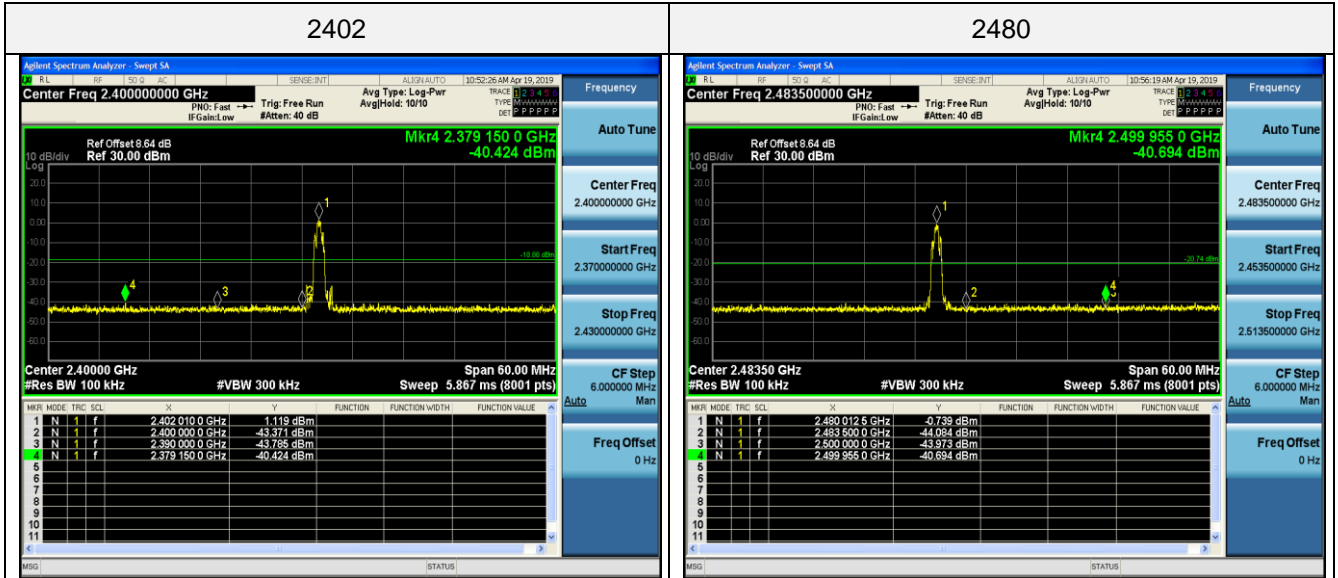 2402
2480
Agilent Spectrum Analyzer - Swept SA
RL RF 50 Ω AC SENSE:INT ALIGN AUTO 10:52:26 AM Apr 19, 2019
Center Freq 2.400000000 GHz
PNO: Fast
IFGain:Low
Trig: Free Run
#Atten: 40 dB
Avg Type: Log-Pwr
Avg|Hold: 10/10
TRACE 1 2 3 4 5 6
TYPE M
DET P P P P P P
Ref Offset 8.64 dB
Ref 30.00 dBm
10 dB/div
Log
Mkr4 2.379 150 0 GHz
-40.424 dBm
20.0
10.0
0.00
-10.0
-20.0
-30.0
-40.0
-50.0
-60.0
1
2
3
4
Center 2.40000 GHz Span 60.00 MHz
#Res BW 100 kHz #VBW 300 kHz Sweep 5.867 ms (8001 pts)
MKR MODE TRC SCL X Y FUNCTION FUNCTION WIDTH FUNCTION VALUE
1 N 1 f 2.402 010 0 GHz 1.119 dBm
2 N 1 f 2.400 000 0 GHz -43.371 dBm
3 N 1 f 2.390 000 0 GHz -43.765 dBm
4 N 1 f 2.379 150 0 GHz -40.424 dBm
5
6
7
8
9
10
11
MSG STATUS
Frequency
Auto Tune
Center Freq
2.400000000 GHz
Start Freq
2.370000000 GHz
Stop Freq
2.430000000 GHz
CF Step
6.000000 MHz
Auto Man
Freq Offset
0 Hz
Agilent Spectrum Analyzer - Swept SA
RL RF 50 Ω AC SENSE:INT ALIGN AUTO 10:56:19 AM Apr 19, 2019
Center Freq 2.483500000 GHz
PNO: Fast
IFGain:Low
Trig: Free Run
#Atten: 40 dB
Avg Type: Log-Pwr
Avg|Hold: 10/10
TRACE 1 2 3 4 5 6
TYPE M
DET P P P P P P
Ref Offset 8.64 dB
Ref 30.00 dBm
10 dB/div
Log
Mkr4 2.499 955 0 GHz
-40.694 dBm
20.0
10.0
0.00
-10.0
-20.0
-30.0
-40.0
-50.0
-60.0
-20.74 dBm
1
2
4
3
Center 2.48350 GHz Span 60.00 MHz
#Res BW 100 kHz #VBW 300 kHz Sweep 5.867 ms (8001 pts)
MKR MODE TRC SCL X Y FUNCTION FUNCTION WIDTH FUNCTION VALUE
1 N 1 f 2.480 012 5 GHz -0.739 dBm
2 N 1 f 2.483 500 0 GHz -44.084 dBm
3 N 1 f 2.500 000 0 GHz -43.973 dBm
4 N 1 f 2.499 955 0 GHz -40.694 dBm
5
6
7
8
9
10
11
MSG STATUS
Frequency
Auto Tune
Center Freq
2.483500000 GHz
Start Freq
2.453500000 GHz
Stop Freq
2.513500000 GHz
CF Step
6.000000 MHz
Auto Man
Freq Offset
0 Hz